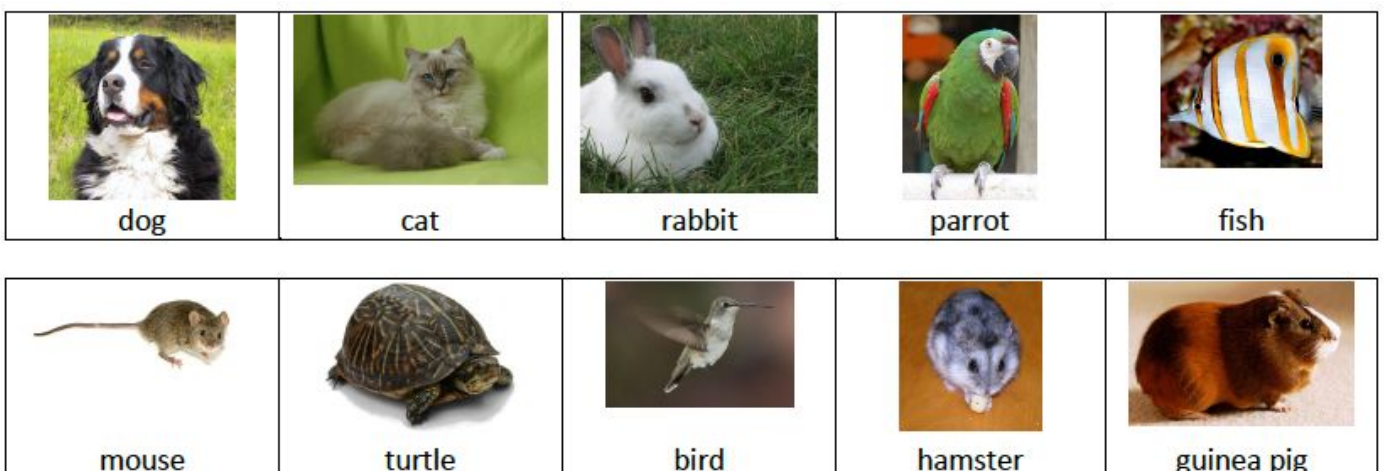 dog cat rabbit parrot fish
mouse turtle bird hamster guinea pig